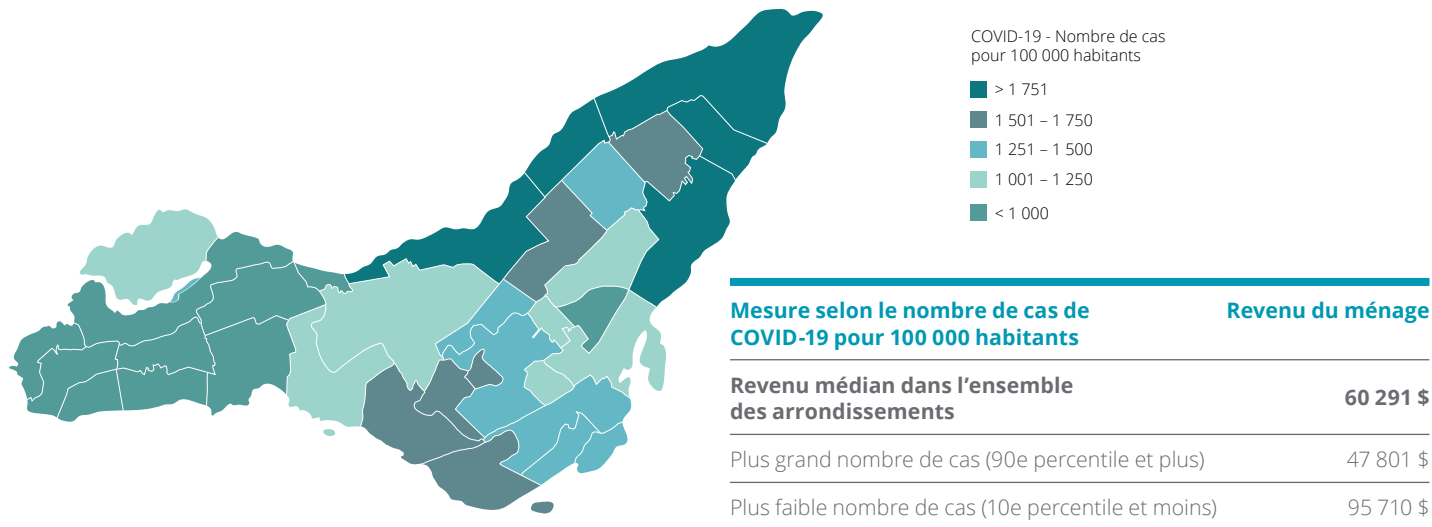 COVID-19 - Nombre de cas
pour 100 000 habitants
> 1 751
1 501 – 1 750
1 251 – 1 500
1 001 – 1 250
< 1 000
Mesure selon le nombre de cas de
COVID-19 pour 100 000 habitants
Revenu du ménage
Revenu médian dans l’ensemble
des arrondissements
60 291 $
Plus grand nombre de cas (90e percentile et plus) 47 801 $
Plus faible nombre de cas (10e percentile et moins) 95 710 $